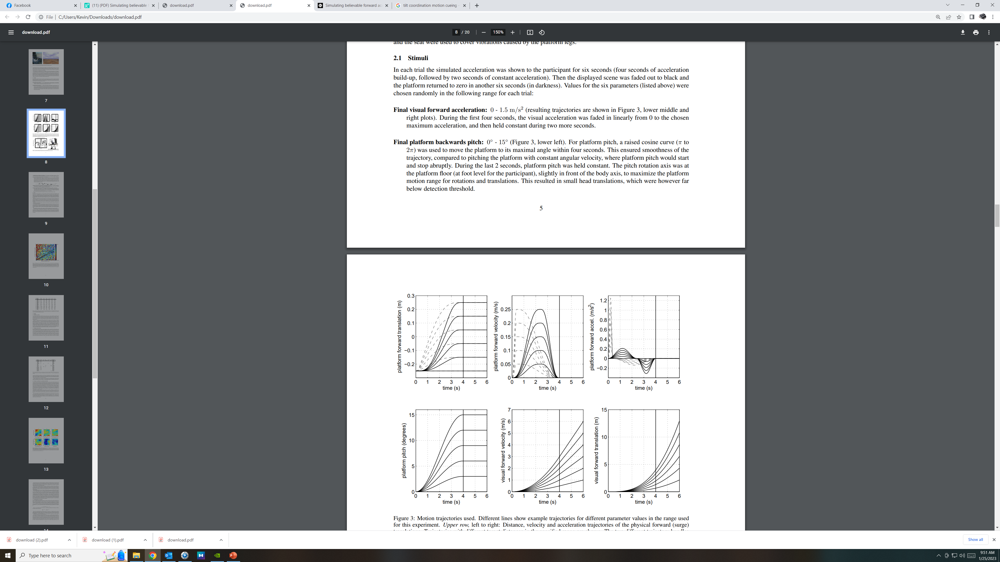 Facebook
(11) (PDF) Simulating believable f
download.pdf
download.pdf
Simulating believable forward ac
tilt coordination motion cueing -
File | C:/Users/Kevin/Downloads/download.pdf
download.pdf
8 / 20
150%
7
8
9
10
11
12
13
and the seat were used to cover vibrations caused by the platform legs.
2.1 Stimuli
In each trial the simulated acceleration was shown to the participant for six seconds (four seconds of acceleration
build-up, followed by two seconds of constant acceleration). Then the displayed scene was faded out to black and
the platform returned to zero in another six seconds (in darkness). Values for the six parameters (listed above) were
chosen randomly in the following range for each trial:
Final visual forward acceleration: 0 - 1.5 m/s² (resulting trajectories are shown in Figure 3, lower middle and
right plots). During the first four seconds, the visual acceleration was faded in linearly from 0 to the chosen
maximum acceleration, and then held constant during two more seconds.
Final platform backwards pitch: 0° - 15° (Figure 3, lower left). For platform pitch, a raised cosine curve (π to
2π) was used to move the platform to its maximal angle within four seconds. This ensured smoothness of the
trajectory, compared to pitching the platform with constant angular velocity, where platform pitch would start
and stop abruptly. During the last 2 seconds, platform pitch was held constant. The pitch rotation axis was at
the platform floor (at foot level for the participant), slightly in front of the body axis, to maximize the platform
motion range for rotations and translations. This resulted in small head translations, which were however far
below detection threshold.
5
platform forward translation (m)
0.3
0.2
0.1
0
−0.1
−0.2
0 1 2 3 4 5 6
time (s)
platform forward velocity (m/s)
0.25
0.2
0.15
0.1
0.05
0
0 1 2 3 4 5 6
time (s)
platform forward accel. (m/s²)
1.2
1
0.8
0.6
0.4
0.2
0
−0.2
0 1 2 3 4 5 6
time (s)
platform pitch (degrees)
15
10
5
0
0 1 2 3 4 5 6
time (s)
visual forward velocity (m/s)
7
6
5
4
3
2
1
0
0 1 2 3 4 5 6
time (s)
visual forward translation (m)
15
10
5
0
0 1 2 3 4 5 6
time (s)
Figure 3: Motion trajectories used. Different lines show example trajectories for different parameter values in the range used
for this experiment. Upper row, left to right: Distance, velocity and acceleration trajectories of the physical forward (surge)
download (2).pdf
download (1).pdf
download.pdf
Show all
Type here to search
9:51 AM
1/25/2023